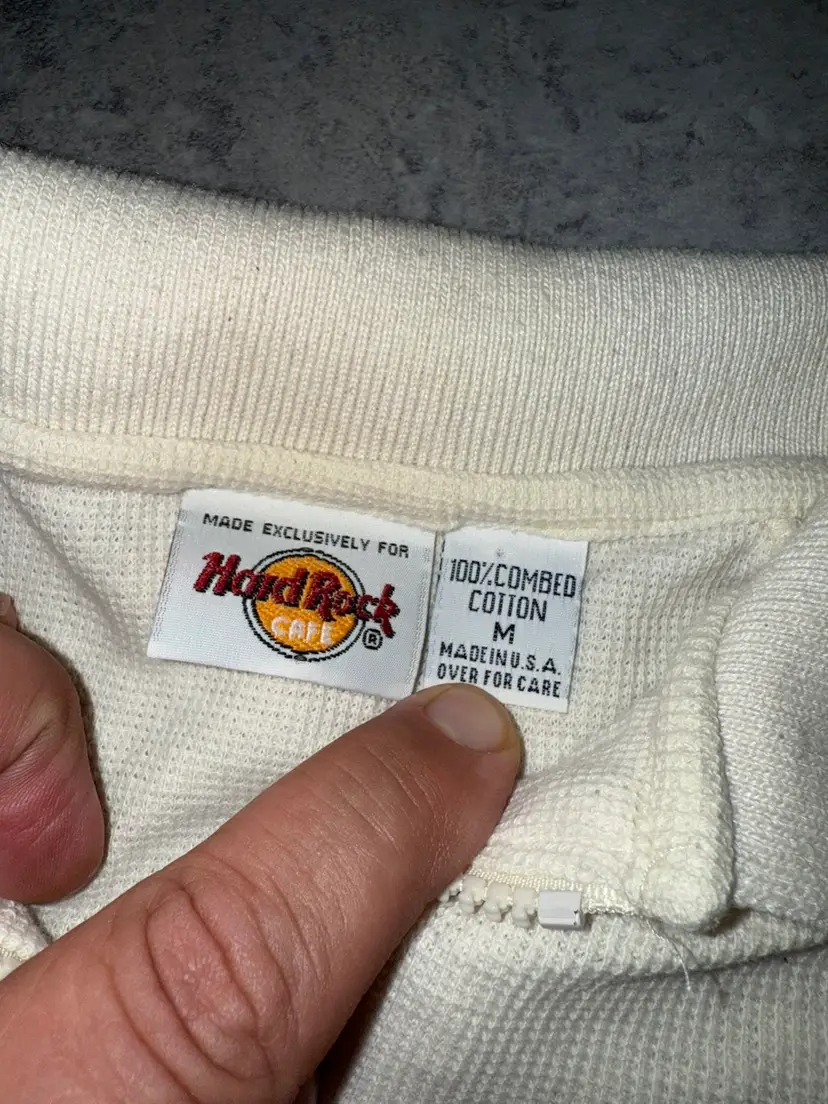 MADE EXCLUSIVELY FOR
Hard Rock
CAFE ®
100% COMBED
COTTON
M
MADE IN U.S.A.
OVER FOR CARE